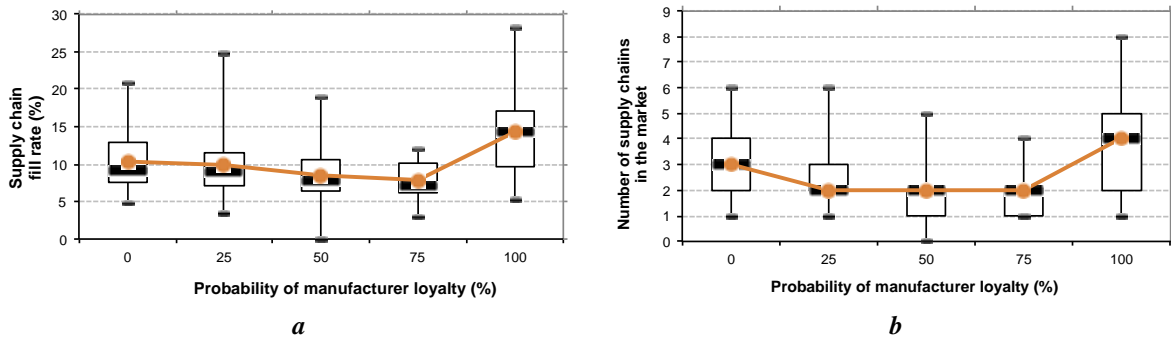 30
25
20
15
10
5
0
Supply chain
fill rate (%)
0 25 50 75 100
Probability of manufacturer loyalty (%)
a
9
8
7
6
5
4
3
2
1
0
Number of supply chaiins
in the market
0 25 50 75 100
Probability of manufacturer loyalty (%)
b